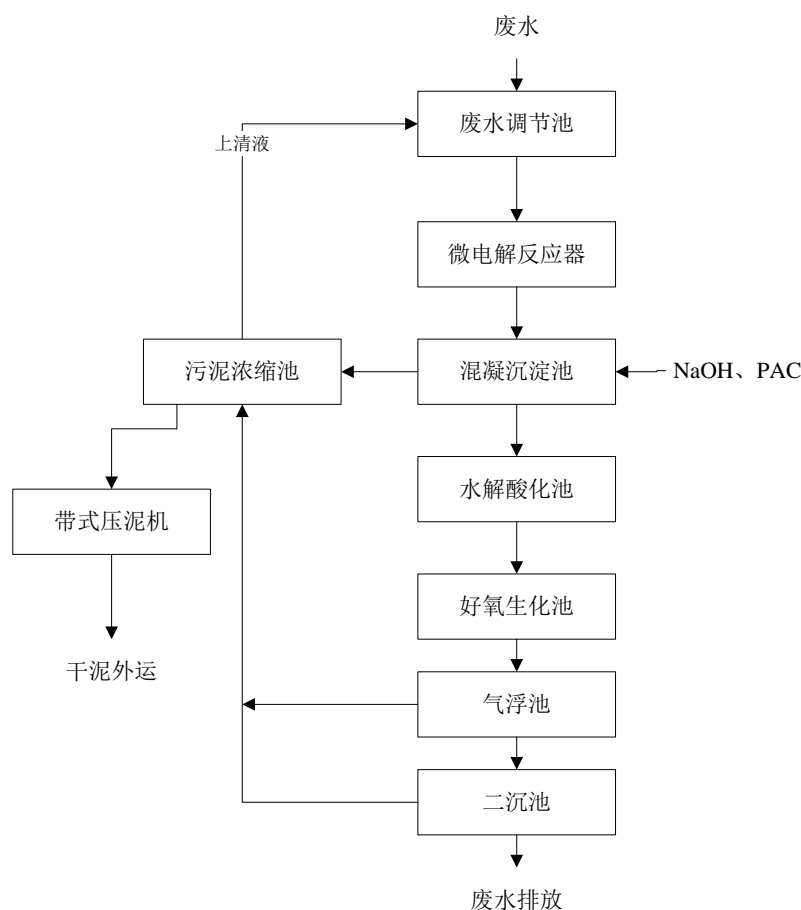 废水
废水调节池
上清液
微电解反应器
污泥浓缩池
混凝沉淀池
NaOH、PAC
水解酸化池
带式压泥机
好氧生化池
干泥外运
气浮池
二沉池
废水排放